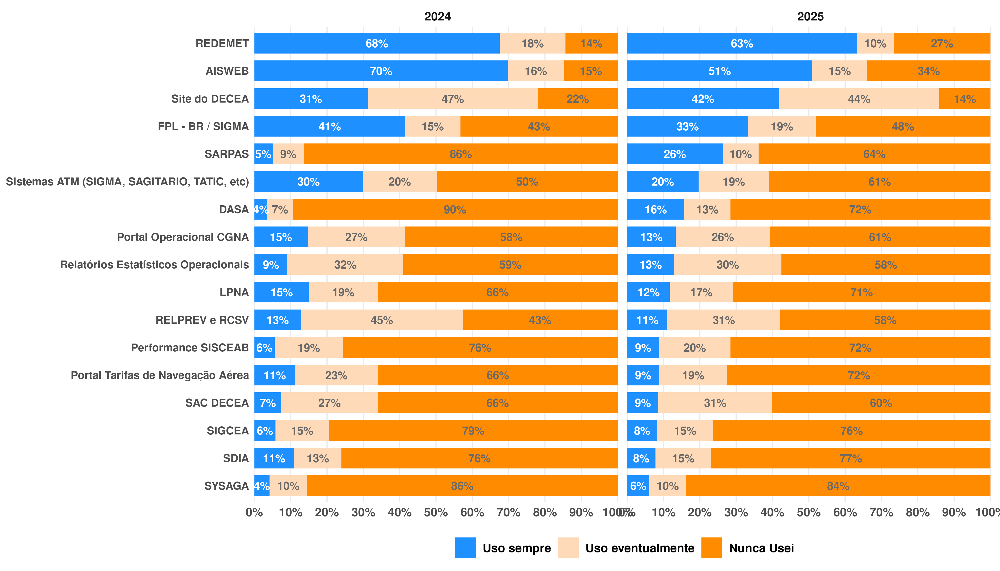 2024 2025
REDEMET 68% 18% 14% 63% 10% 27%
AISWEB 70% 16% 15% 51% 15% 34%
Site do DECEA 31% 47% 22% 42% 44% 14%
FPL - BR / SIGMA 41% 15% 43% 33% 19% 48%
SARPAS 5% 9% 86% 26% 10% 64%
Sistemas ATM (SIGMA, SAGITARIO, TATIC, etc) 30% 20% 50% 20% 19% 61%
DASA 4% 7% 90% 16% 13% 72%
Portal Operacional CGNA 15% 27% 58% 13% 26% 61%
Relatórios Estatísticos Operacionais 9% 32% 59% 13% 30% 58%
LPNA 15% 19% 66% 12% 17% 71%
RELPREV e RCSV 13% 45% 43% 11% 31% 58%
Performance SISCEAB 6% 19% 76% 9% 20% 72%
Portal Tarifas de Navegação Aérea 11% 23% 66% 9% 19% 72%
SAC DECEA 7% 27% 66% 9% 31% 60%
SIGCEA 6% 15% 79% 8% 15% 76%
SDIA 11% 13% 76% 8% 15% 77%
SYSAGA 4% 10% 86% 6% 10% 84%
0% 10% 20% 30% 40% 50% 60% 70% 80% 90% 100% 0% 10% 20% 30% 40% 50% 60% 70% 80% 90% 100%
Uso sempre Uso eventualmente Nunca Usei